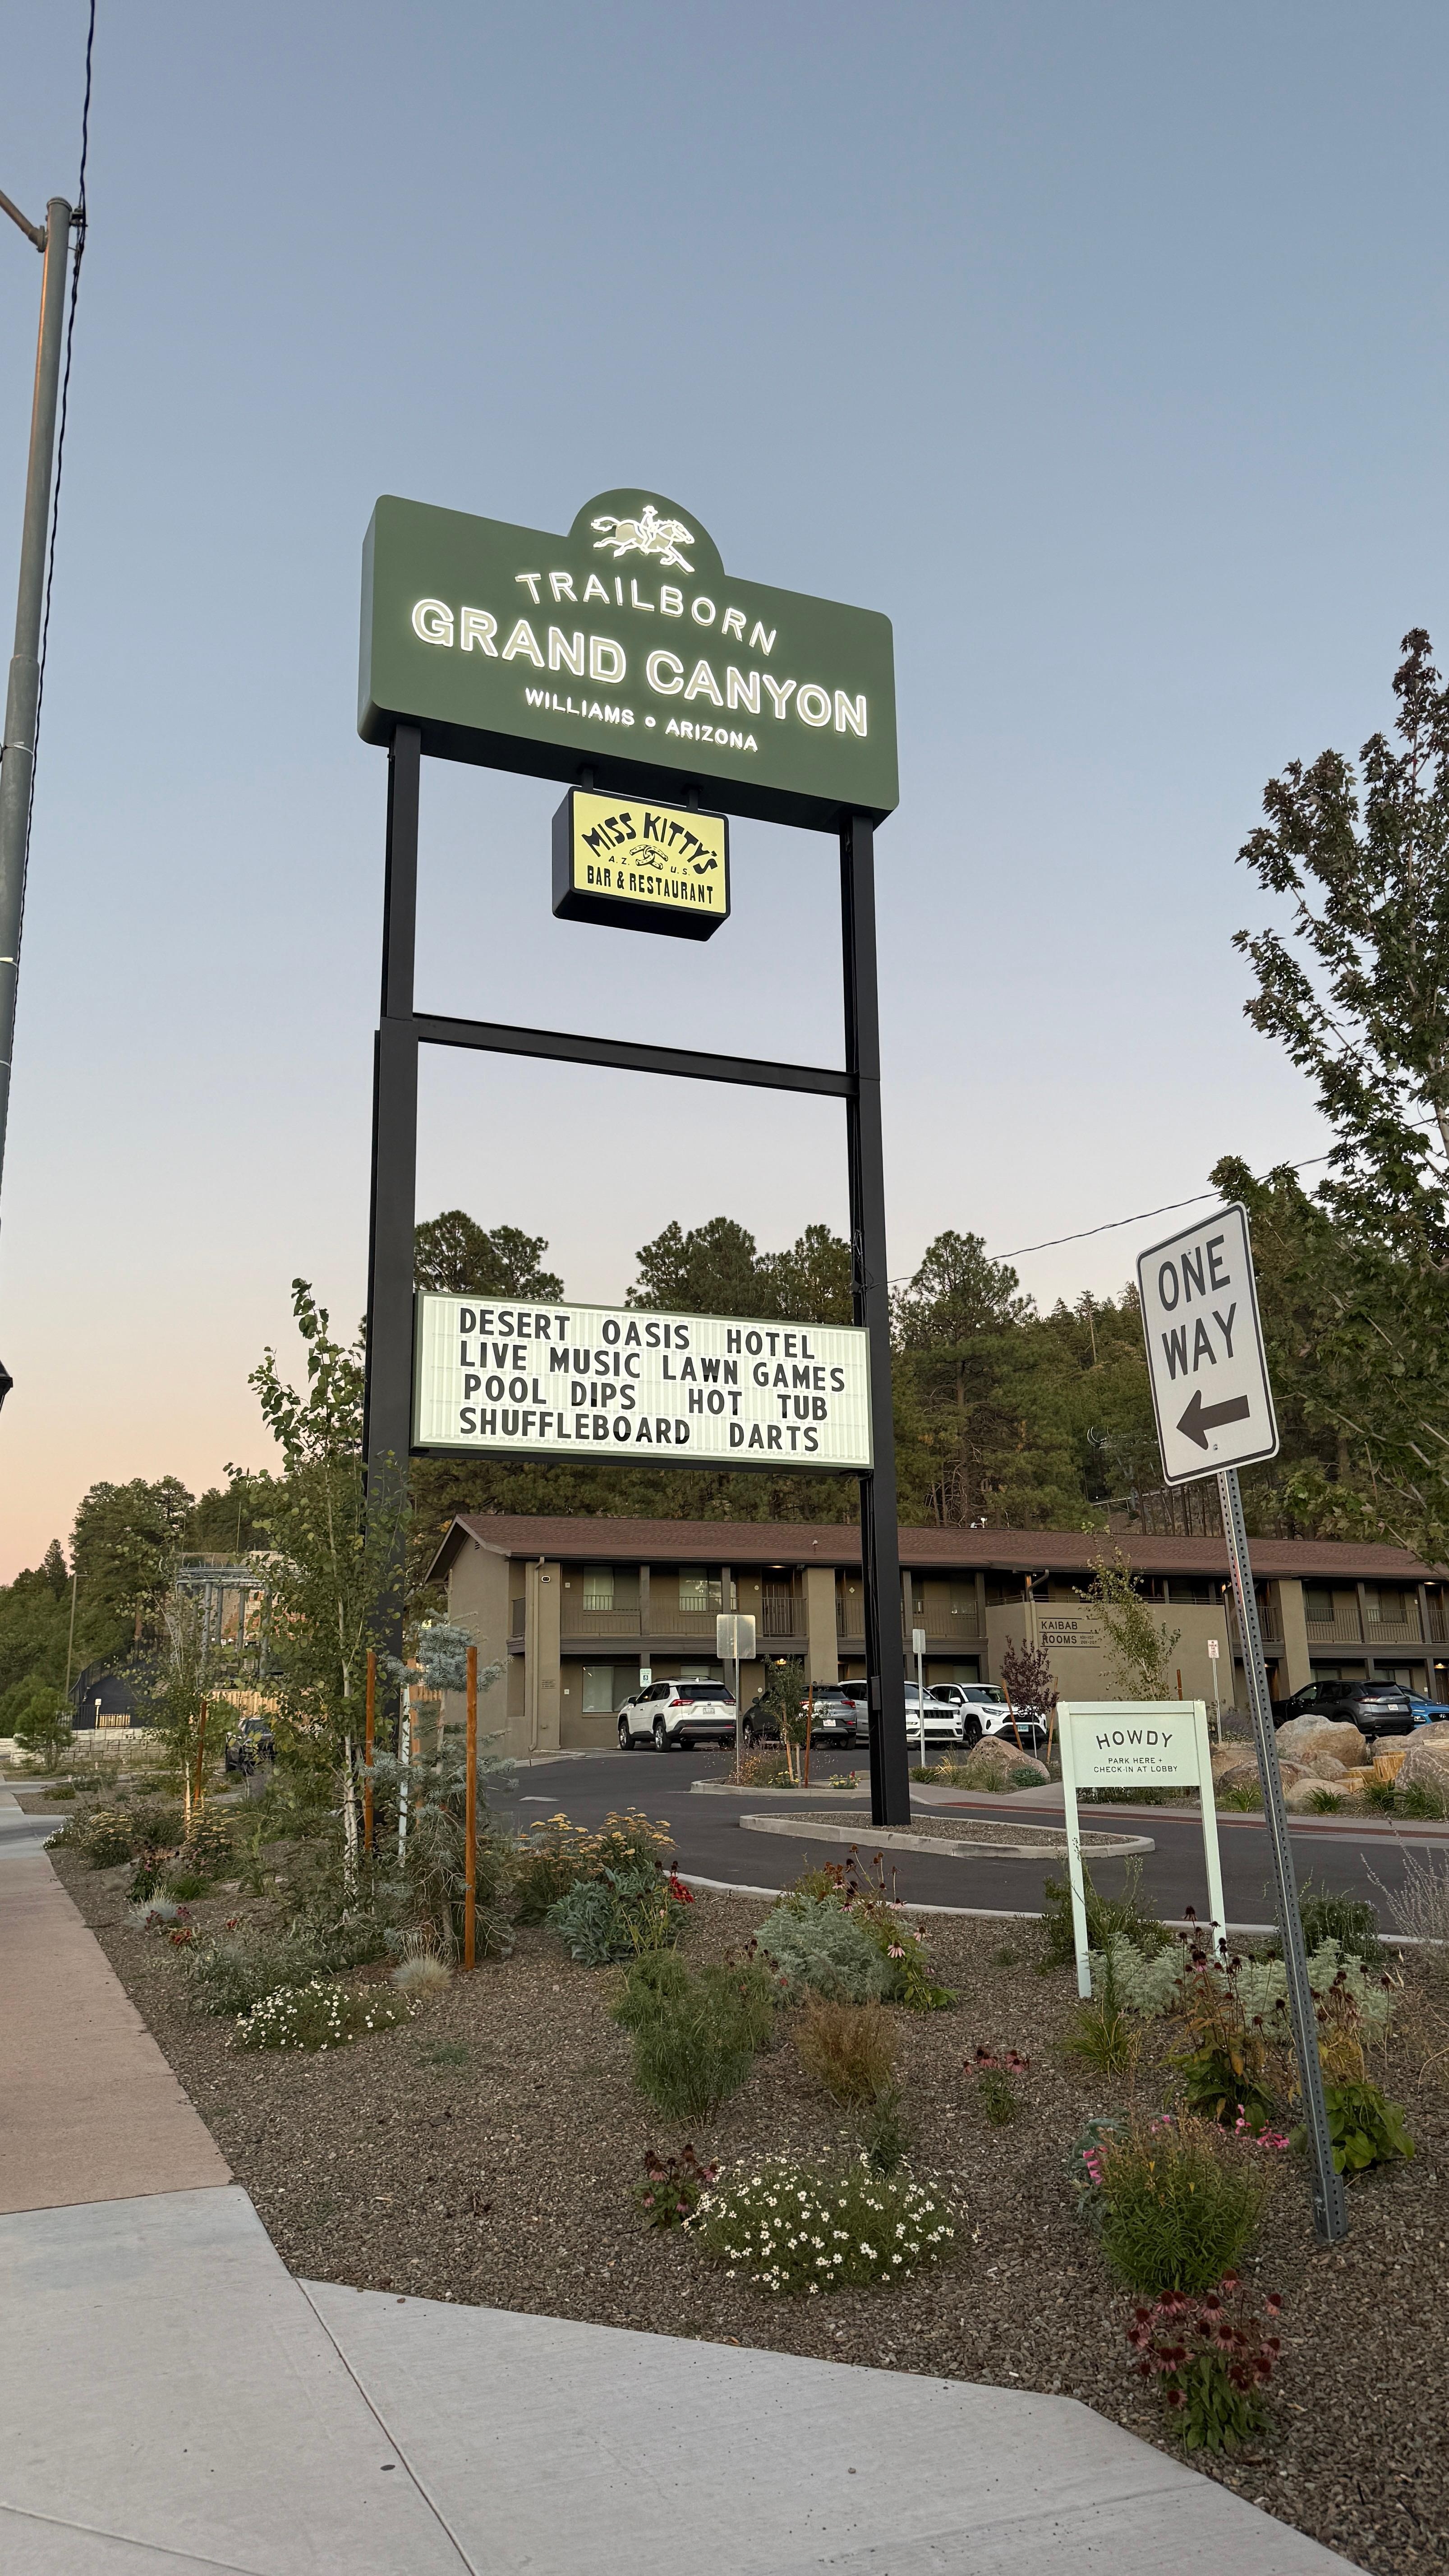 TRAILBORN
GRAND CANYON
WILLIAMS o ARIZONA
MISS KITTY'S
A.Z. U.S.
BAR & RESTAURANT
DESERT OASIS HOTEL
LIVE MUSIC LAWN GAMES
POOL DIPS HOT TUB
SHUFFLEBOARD DARTS
ONE
WAY
KAIBAB
ROOMS
HOWDY
PARK HERE +
CHECK-IN AT LOBBY